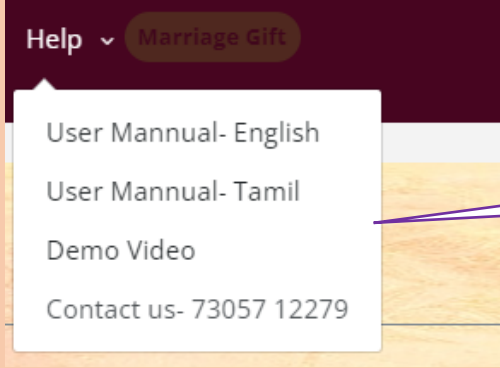 Help
Marriage Gift
User Mannual- English
User Mannual- Tamil
Demo Video
Contact us- 73057 12279